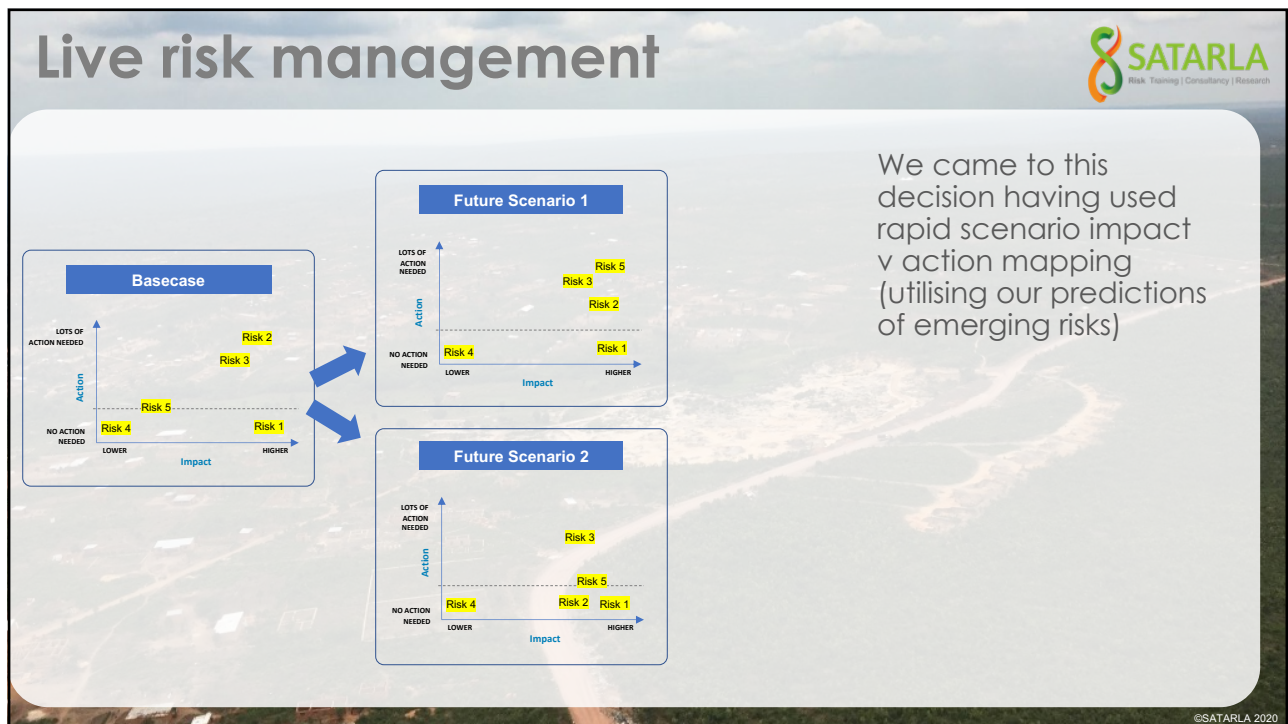 Live risk management
SATARLA
Risk Training | Consultancy | Research
We came to this
decision having used
rapid scenario impact
v action mapping
(utilising our predictions
of emerging risks)
Basecase
LOTS OF
ACTION NEEDED
Action
NO ACTION
NEEDED
Risk 2
Risk 3
Risk 5
Risk 4
Risk 1
LOWER
HIGHER
Impact
Future Scenario 1
LOTS OF
ACTION
NEEDED
Action
NO ACTION
NEEDED
Risk 5
Risk 3
Risk 2
Risk 4
Risk 1
LOWER
HIGHER
Impact
Future Scenario 2
LOTS OF
ACTION
NEEDED
Action
NO ACTION
NEEDED
Risk 3
Risk 5
Risk 4
Risk 2
Risk 1
LOWER
HIGHER
Impact
©SATARLA 2020